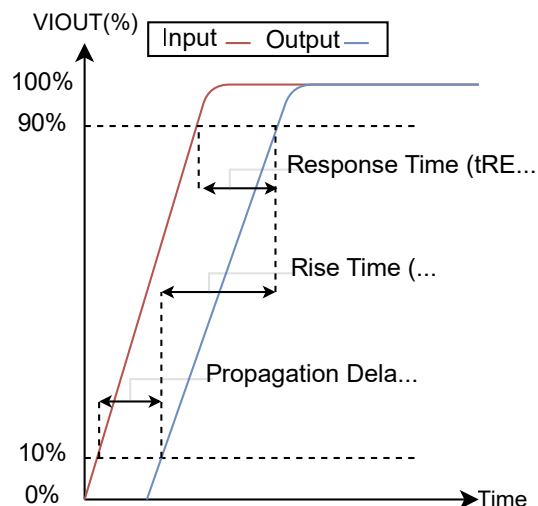 VIOUT(%)
Input Output
100%
90%
Response Time (tRE...
Rise Time (...
Propagation Dela...
10%
0%
Time